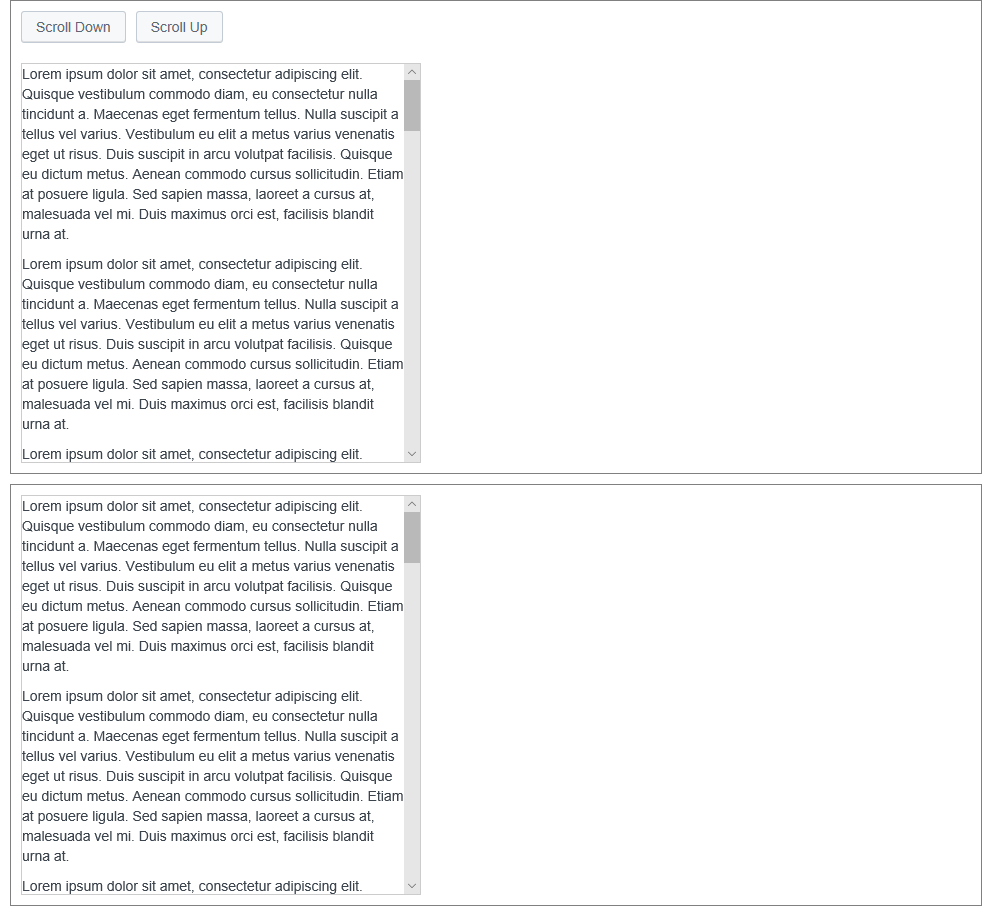 Scroll Down Scroll Up
Lorem ipsum dolor sit amet, consectetur adipiscing elit.
Quisque vestibulum commodo diam, eu consectetur nulla
tincidunt a. Maecenas eget fermentum tellus. Nulla suscipit a
tellus vel varius. Vestibulum eu elit a metus varius venenatis
eget ut risus. Duis suscipit in arcu volutpat facilisis. Quisque
eu dictum metus. Aenean commodo cursus sollicitudin. Etiam
at posuere ligula. Sed sapien massa, laoreet a cursus at,
malesuada vel mi. Duis maximus orci est, facilisis blandit
urna at.
Lorem ipsum dolor sit amet, consectetur adipiscing elit.
Quisque vestibulum commodo diam, eu consectetur nulla
tincidunt a. Maecenas eget fermentum tellus. Nulla suscipit a
tellus vel varius. Vestibulum eu elit a metus varius venenatis
eget ut risus. Duis suscipit in arcu volutpat facilisis. Quisque
eu dictum metus. Aenean commodo cursus sollicitudin. Etiam
at posuere ligula. Sed sapien massa, laoreet a cursus at,
malesuada vel mi. Duis maximus orci est, facilisis blandit
urna at.
Lorem ipsum dolor sit amet, consectetur adipiscing elit.
Lorem ipsum dolor sit amet, consectetur adipiscing elit.
Quisque vestibulum commodo diam, eu consectetur nulla
tincidunt a. Maecenas eget fermentum tellus. Nulla suscipit a
tellus vel varius. Vestibulum eu elit a metus varius venenatis
eget ut risus. Duis suscipit in arcu volutpat facilisis. Quisque
eu dictum metus. Aenean commodo cursus sollicitudin. Etiam
at posuere ligula. Sed sapien massa, laoreet a cursus at,
malesuada vel mi. Duis maximus orci est, facilisis blandit
urna at.
Lorem ipsum dolor sit amet, consectetur adipiscing elit.
Quisque vestibulum commodo diam, eu consectetur nulla
tincidunt a. Maecenas eget fermentum tellus. Nulla suscipit a
tellus vel varius. Vestibulum eu elit a metus varius venenatis
eget ut risus. Duis suscipit in arcu volutpat facilisis. Quisque
eu dictum metus. Aenean commodo cursus sollicitudin. Etiam
at posuere ligula. Sed sapien massa, laoreet a cursus at,
malesuada vel mi. Duis maximus orci est, facilisis blandit
urna at.
Lorem ipsum dolor sit amet, consectetur adipiscing elit.